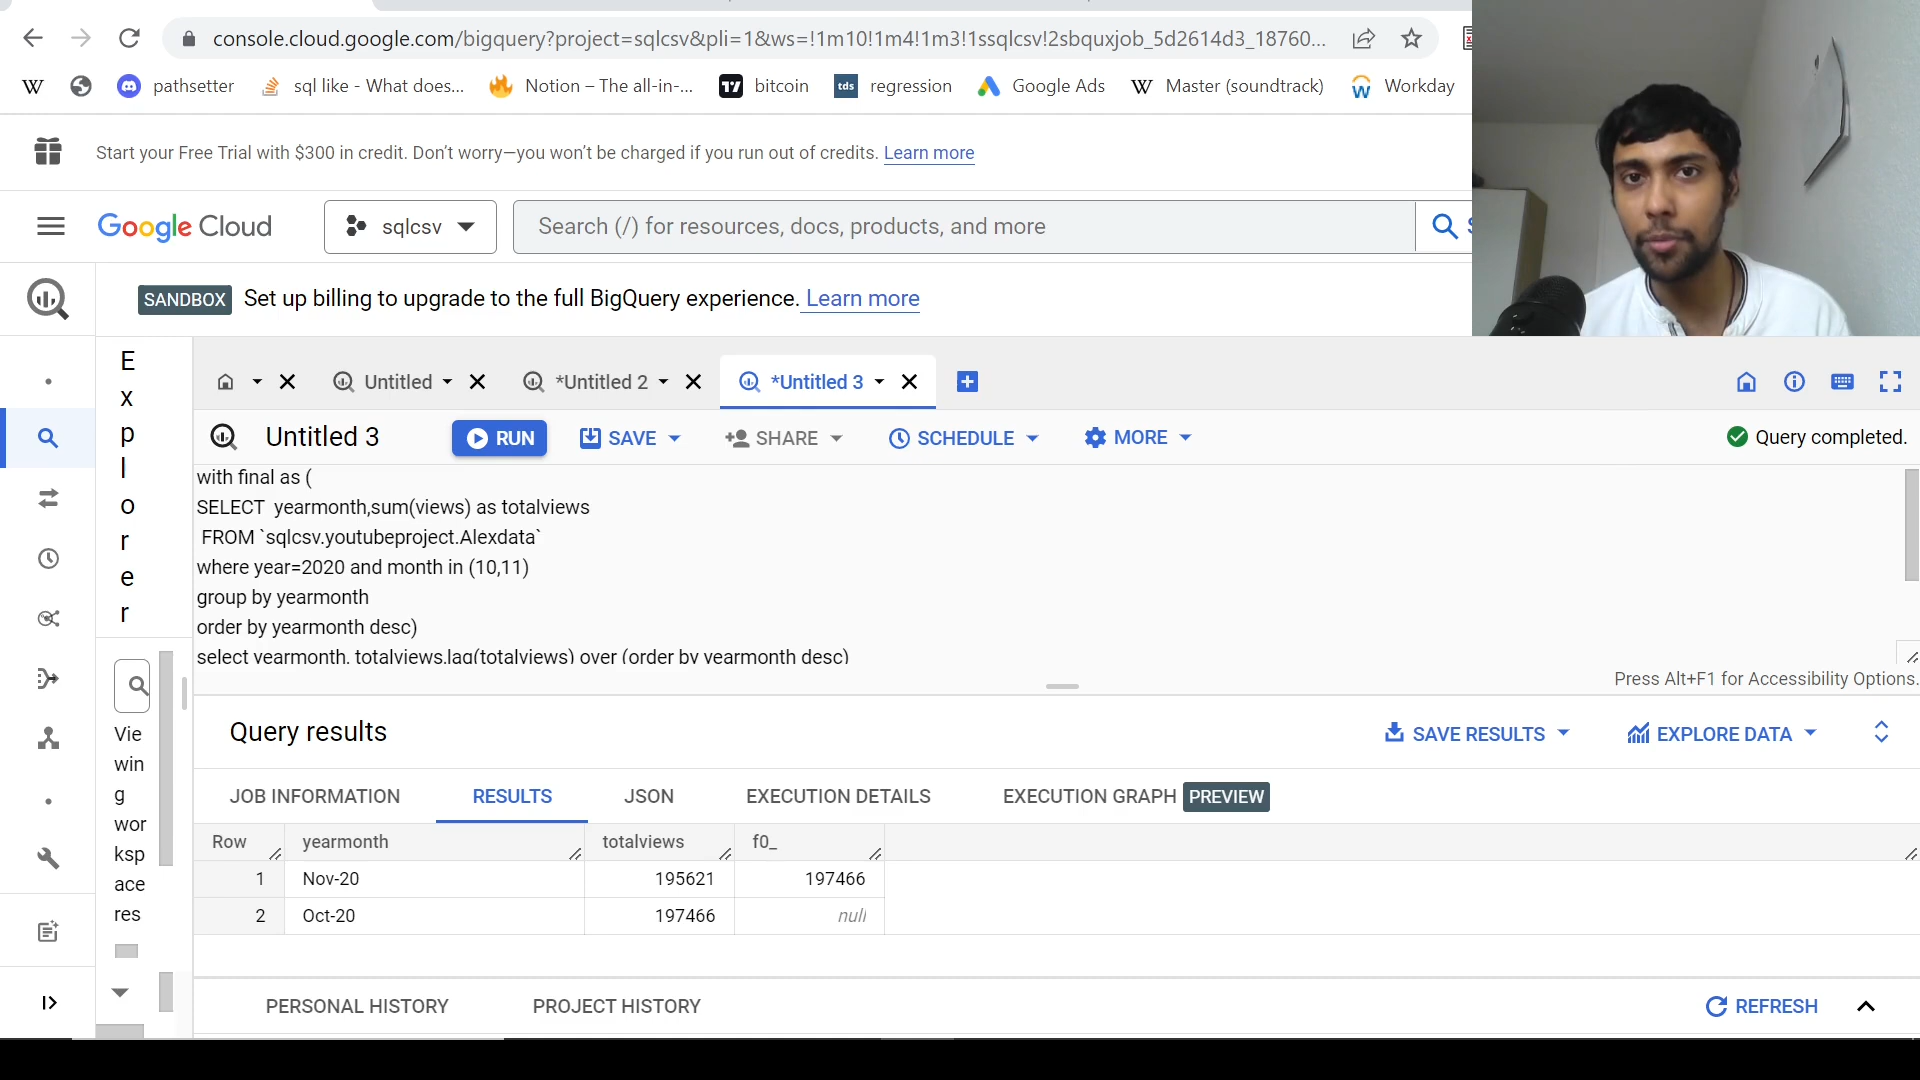 console.cloud.google.com/bigquery?project=sqlcsv&pli=1&ws=!1m10!1m4!1m3!1ssqlcsv!2sbquxjob_5d2614d3_18760...
W pathsetter sql like - What does... Notion – The all-in-... bitcoin tds regression Google Ads W Master (soundtrack) Workday
Start your Free Trial with $300 in credit. Don't worry—you won't be charged if you run out of credits. Learn more
Google Cloud sqlcsv Search (/) for resources, docs, products, and more
SANDBOX Set up billing to upgrade to the full BigQuery experience. Learn more
E
x
p
l
o
r
e
r
Untitled *Untitled 2 *Untitled 3
Untitled 3 RUN SAVE SHARE SCHEDULE MORE Query completed.
with final as (
SELECT yearmonth,sum(views) as totalviews
FROM `sqlcsv.youtubeproject.Alexdata`
where year=2020 and month in (10,11)
group by yearmonth
order by yearmonth desc)
select yearmonth, totalviews,lag(totalviews) over (order by yearmonth desc)
Press Alt+F1 for Accessibility Options.
Vie
win
g
wor
ksp
ace
res
Query results SAVE RESULTS EXPLORE DATA
JOB INFORMATION RESULTS JSON EXECUTION DETAILS EXECUTION GRAPH PREVIEW
Row yearmonth totalviews f0_
1 Nov-20 195621 197466
2 Oct-20 197466 null
PERSONAL HISTORY PROJECT HISTORY REFRESH